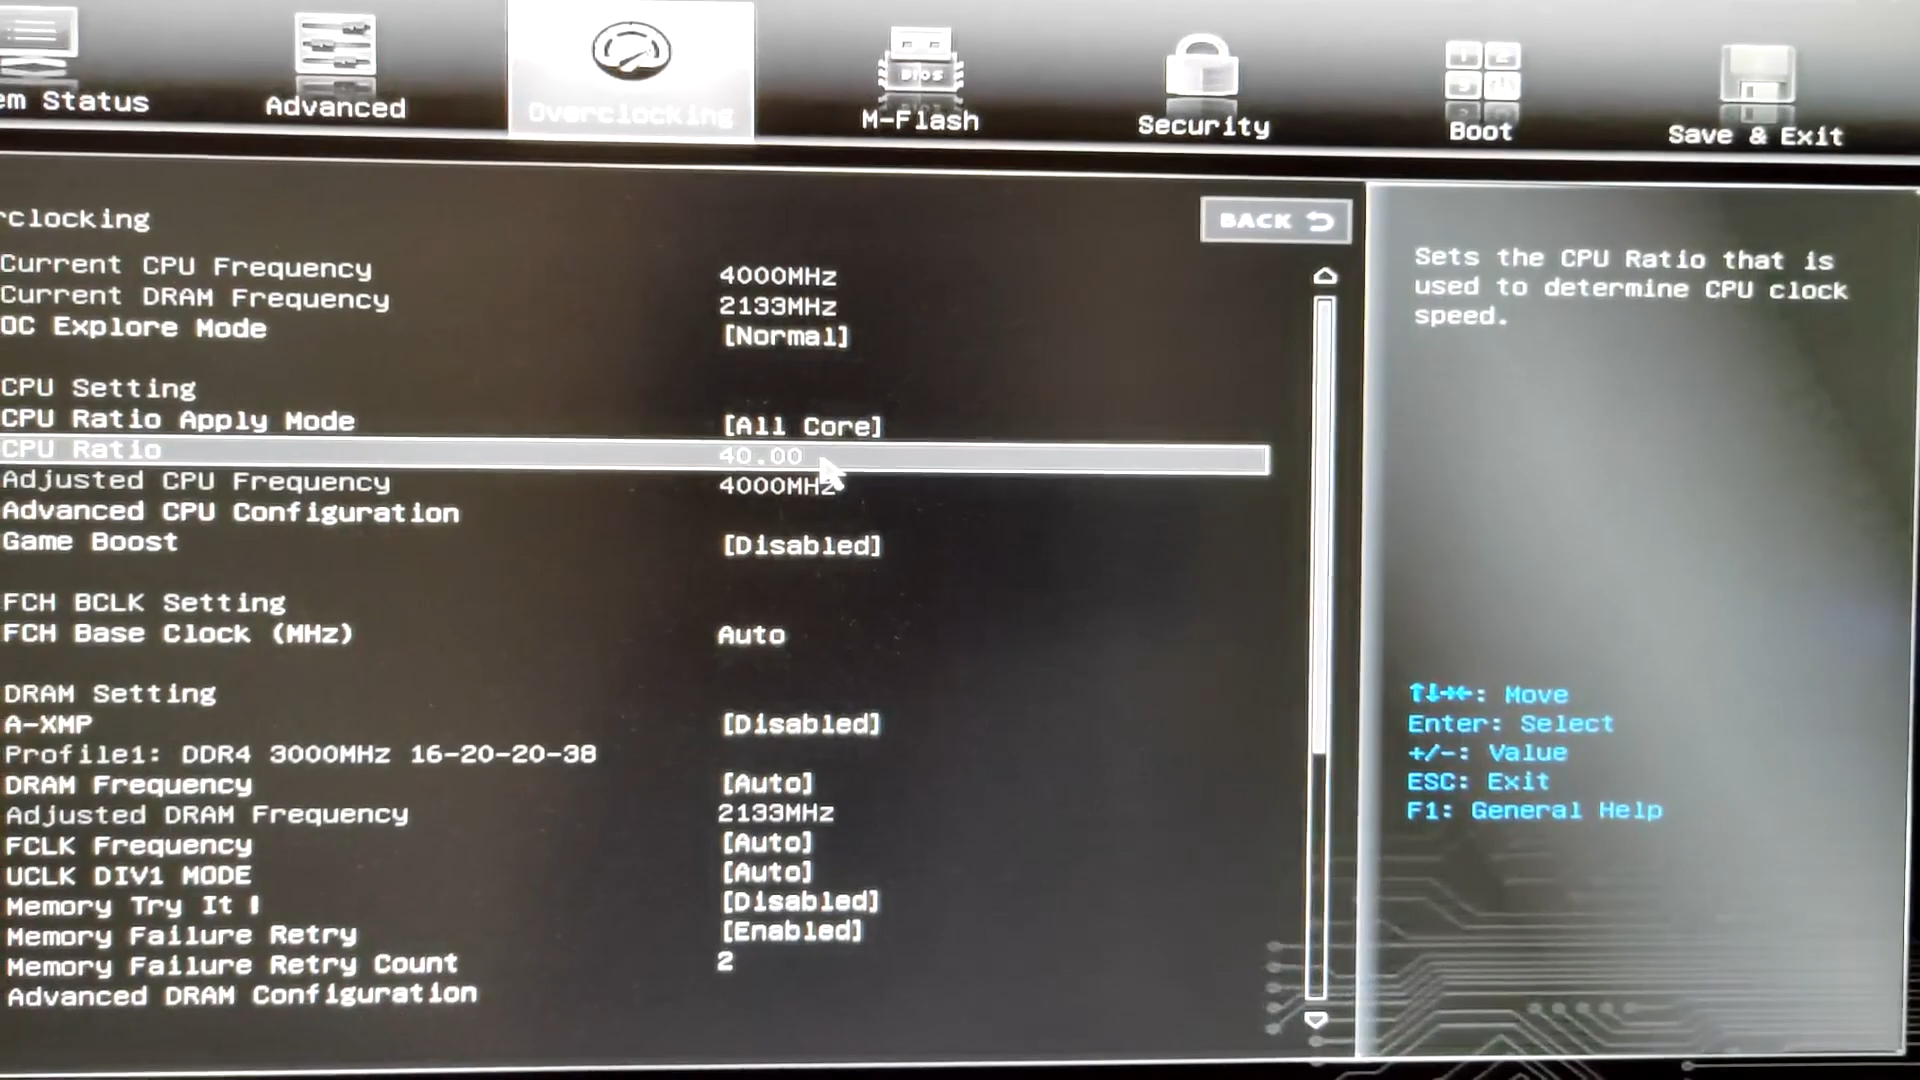 em Status
Advanced
Overclocking
BIOS
M-Flash
Security
Boot
Save & Exit
rclocking
BACK
Current CPU Frequency 4000MHz
Current DRAM Frequency 2133MHz
OC Explore Mode [Normal]
CPU Setting
CPU Ratio Apply Mode [All Core]
CPU Ratio 40.00
Adjusted CPU Frequency 4000MHz
Advanced CPU Configuration
Game Boost [Disabled]
FCH BCLK Setting
FCH Base Clock (MHz) Auto
DRAM Setting
A-XMP [Disabled]
Profile1: DDR4 3000MHz 16-20-20-38
DRAM Frequency [Auto]
Adjusted DRAM Frequency 2133MHz
FCLK Frequency [Auto]
UCLK DIV1 MODE [Auto]
Memory Try It ! [Disabled]
Memory Failure Retry [Enabled]
Memory Failure Retry Count 2
Advanced DRAM Configuration
Sets the CPU Ratio that is
used to determine CPU clock
speed.
↑↓→←: Move
Enter: Select
+/-: Value
ESC: Exit
F1: General Help